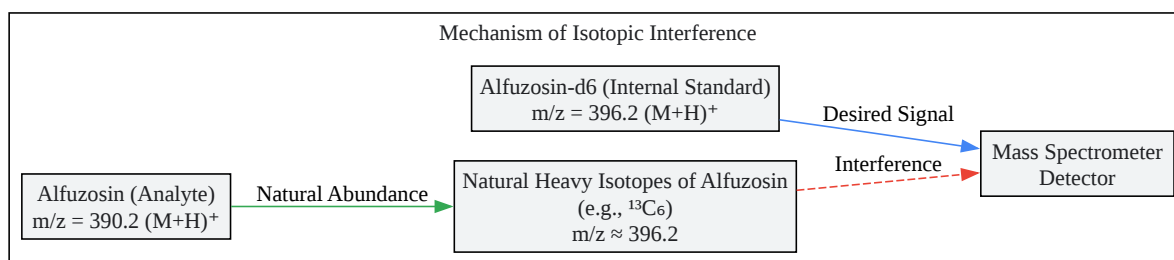 Mechanism of Isotopic Interference
Alfuzosin-d6 (Internal Standard)
m/z = 396.2 (M+H)⁺
Desired Signal
Mass Spectrometer
Detector
Interference
Alfuzosin (Analyte)
m/z = 390.2 (M+H)⁺
Natural Abundance
Natural Heavy Isotopes of Alfuzosin
(e.g., ¹³C₆)
m/z ≈ 396.2